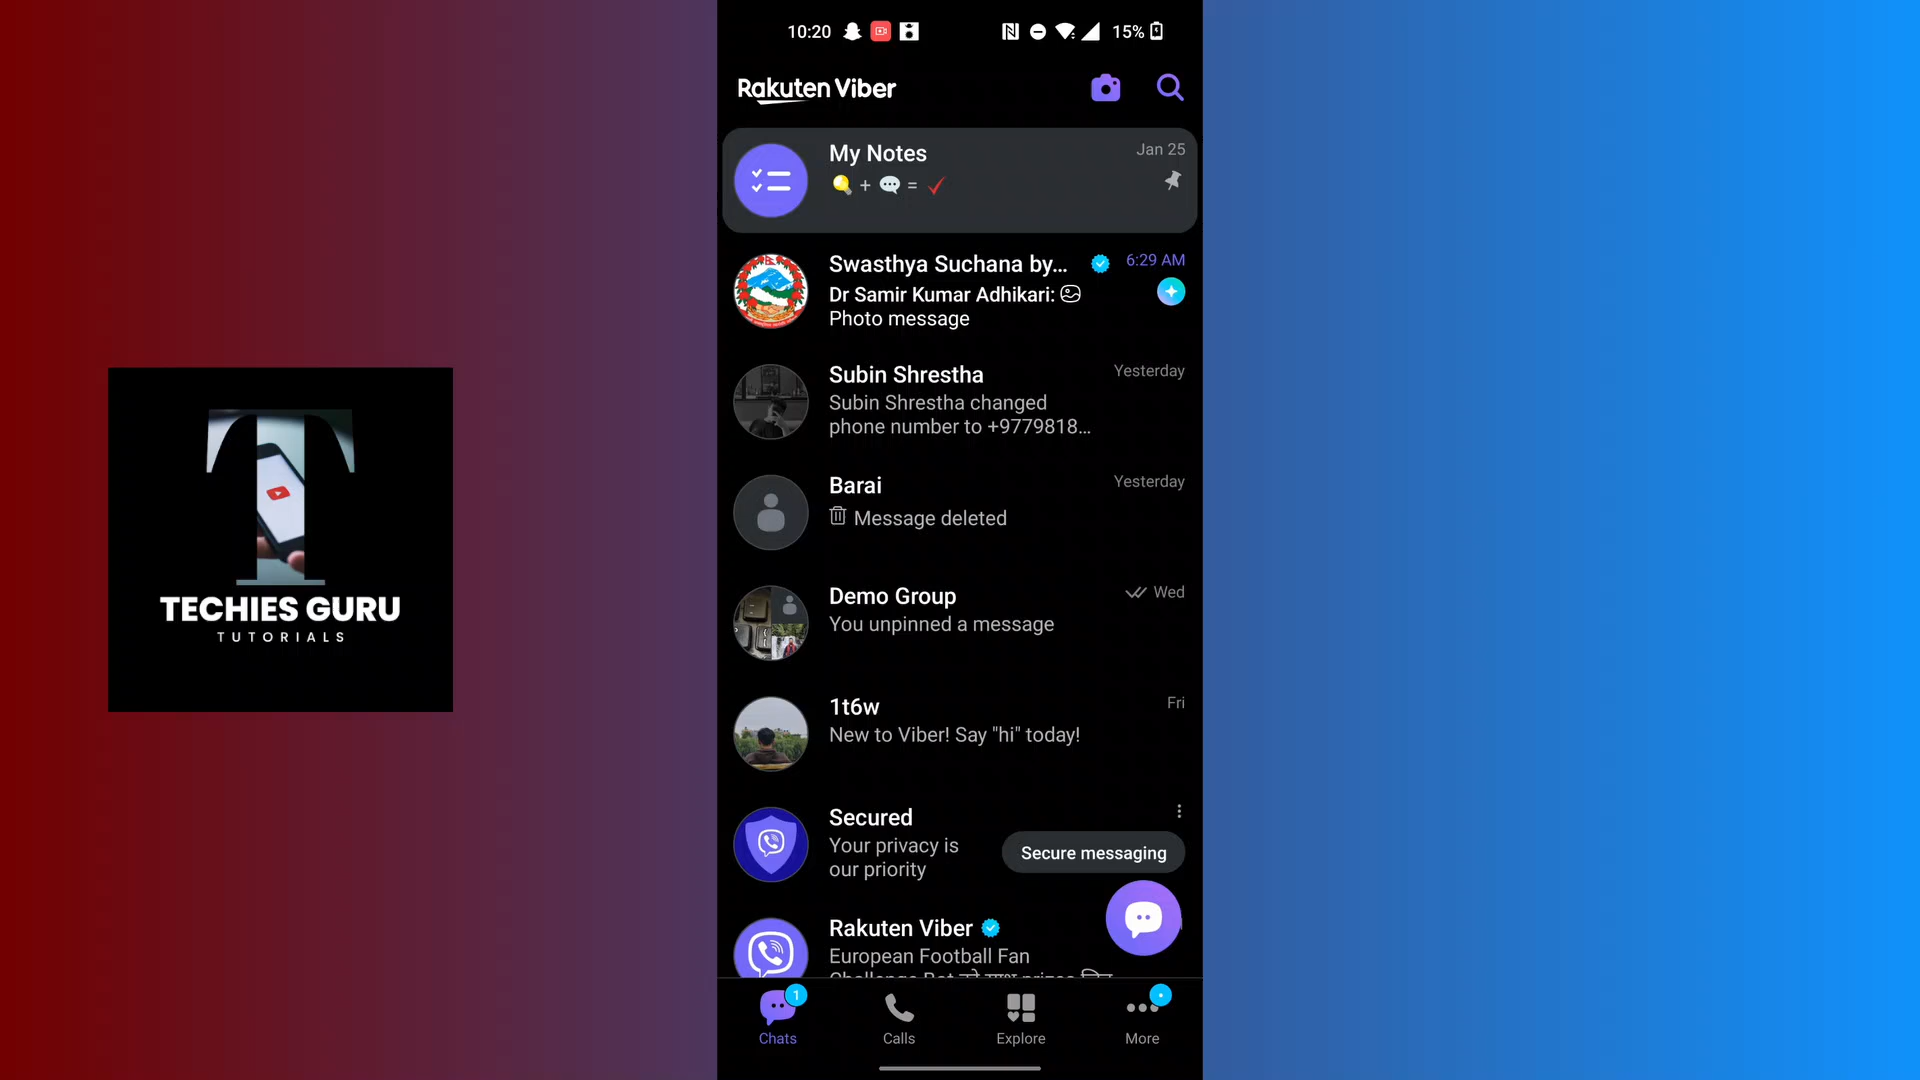 10:20
15%
Rakuten Viber
My Notes
Jan 25
+ =
Swasthya Suchana by...
6:29 AM
Dr Samir Kumar Adhikari:
Photo message
Subin Shrestha
Yesterday
Subin Shrestha changed
phone number to +9779818...
Barai
Yesterday
Message deleted
Demo Group
Wed
You unpinned a message
1t6w
Fri
New to Viber! Say "hi" today!
Secured
Your privacy is
our priority
Secure messaging
Rakuten Viber
European Football Fan
1
Chats
Calls
Explore
More
T
TECHIES GURU
TUTORIALS